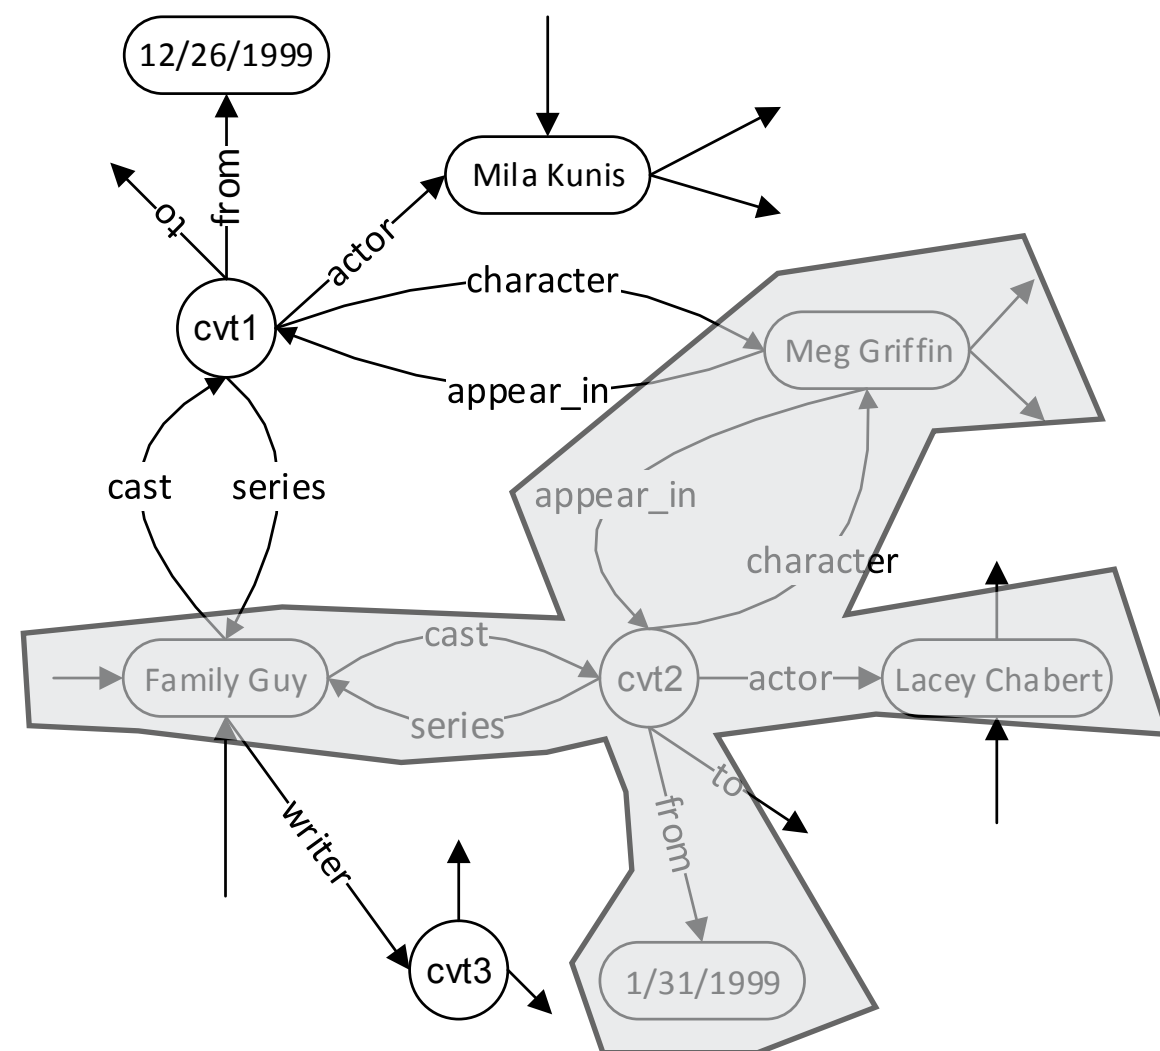 12/26/1999
Mila Kunis
from
to
actor
character
cvt1
Meg Griffin
appear_in
cast
series
appear_in
character
cast
Family Guy
cvt2
actor
Lacey Chabert
series
to
from
writer
cvt3
1/31/1999